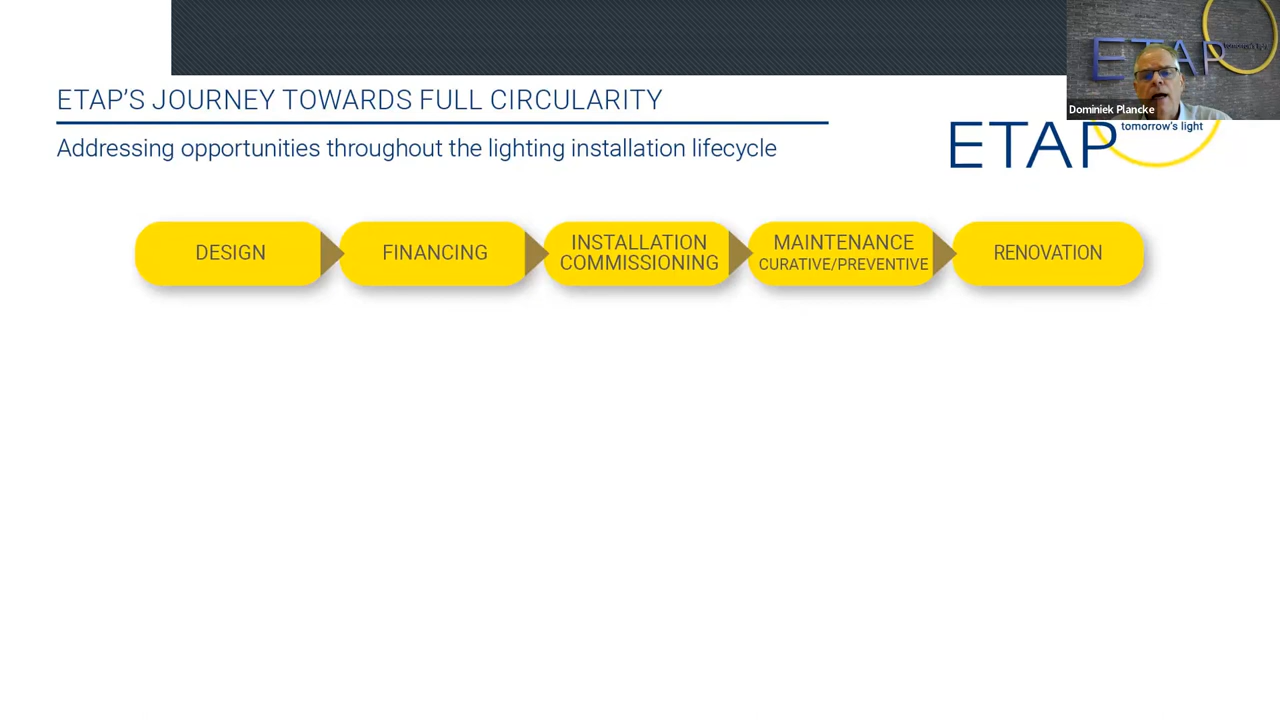 ETAP
Dominiek Plancke
ETAP'S JOURNEY TOWARDS FULL CIRCULARITY
Addressing opportunities throughout the lighting installation lifecycle
ETAP
tomorrow's light
DESIGN
FINANCING
INSTALLATION
COMMISSIONING
MAINTENANCE
CURATIVE/PREVENTIVE
RENOVATION